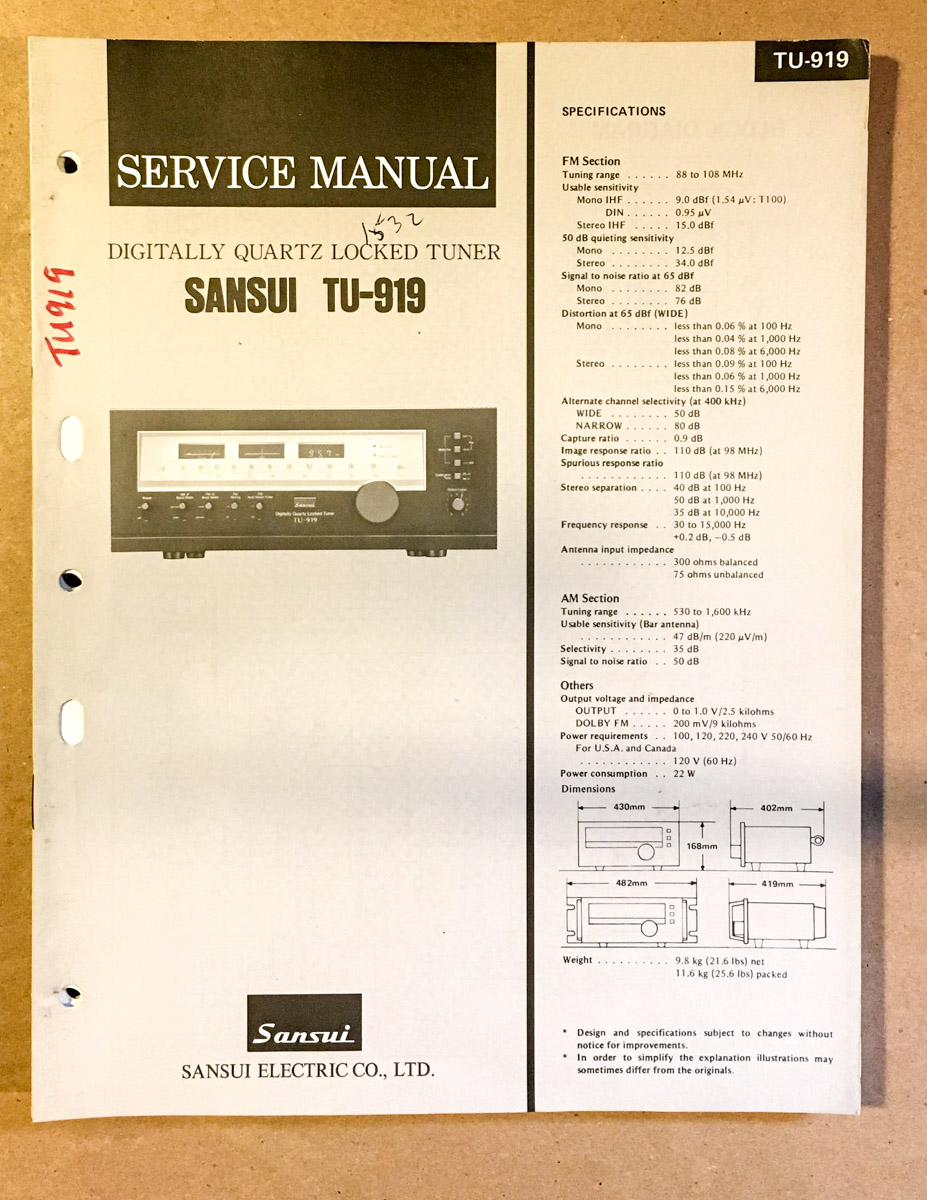 SERVICE MANUAL
1532
DIGITALLY QUARTZ LOCKED TUNER
SANSUI TU-919
TU919
95.7
Sansui
Digitally Quartz Locked Tuner
TU-919
Sansui
SANSUI ELECTRIC CO., LTD.
TU-919
SPECIFICATIONS
FM Section
Tuning range . . . . . . 88 to 108 MHz
Usable sensitivity
Mono IHF . . . . . . 9.0 dBf (1.54 μV: T100)
DIN . . . . . . 0.95 μV
Stereo IHF . . . . . 15.0 dBf
50 dB quieting sensitivity
Mono . . . . . . . . 12.5 dBf
Stereo . . . . . . . . 34.0 dBf
Signal to noise ratio at 65 dBf
Mono . . . . . . . . 82 dB
Stereo . . . . . . . . 76 dB
Distortion at 65 dBf (WIDE)
Mono . . . . . . . . less than 0.06 % at 100 Hz
less than 0.04 % at 1,000 Hz
less than 0.08 % at 6,000 Hz
Stereo . . . . . . . . less than 0.09 % at 100 Hz
less than 0.06 % at 1,000 Hz
less than 0.15 % at 6,000 Hz
Alternate channel selectivity (at 400 kHz)
WIDE . . . . . . . . 50 dB
NARROW . . . . . . 80 dB
Capture ratio . . . . . . 0.9 dB
Image response ratio . . 110 dB (at 98 MHz)
Spurious response ratio
. . . . . . . . . . . . 110 dB (at 98 MHz)
Stereo separation . . . . 40 dB at 100 Hz
50 dB at 1,000 Hz
35 dB at 10,000 Hz
Frequency response . . 30 to 15,000 Hz
+0.2 dB, −0.5 dB
Antenna input impedance
. . . . . . . . . . . . 300 ohms balanced
75 ohms unbalanced
AM Section
Tuning range . . . . . . 530 to 1,600 kHz
Usable sensitivity (Bar antenna)
. . . . . . . . . . . . 47 dB/m (220 μV/m)
Selectivity . . . . . . . . 35 dB
Signal to noise ratio . . 50 dB
Others
Output voltage and impedance
OUTPUT . . . . . . 0 to 1.0 V/2.5 kilohms
DOLBY FM . . . . . 200 mV/9 kilohms
Power requirements . . 100, 120, 220, 240 V 50/60 Hz
For U.S.A. and Canada
. . . . . . . . . . . . 120 V (60 Hz)
Power consumption . . 22 W
Dimensions
430mm 402mm
168mm
482mm 419mm
Weight . . . . . . . . . . 9.8 kg (21.6 lbs) net
11.6 kg (25.6 lbs) packed
* Design and specifications subject to changes without
notice for improvements.
* In order to simplify the explanation illustrations may
sometimes differ from the originals.